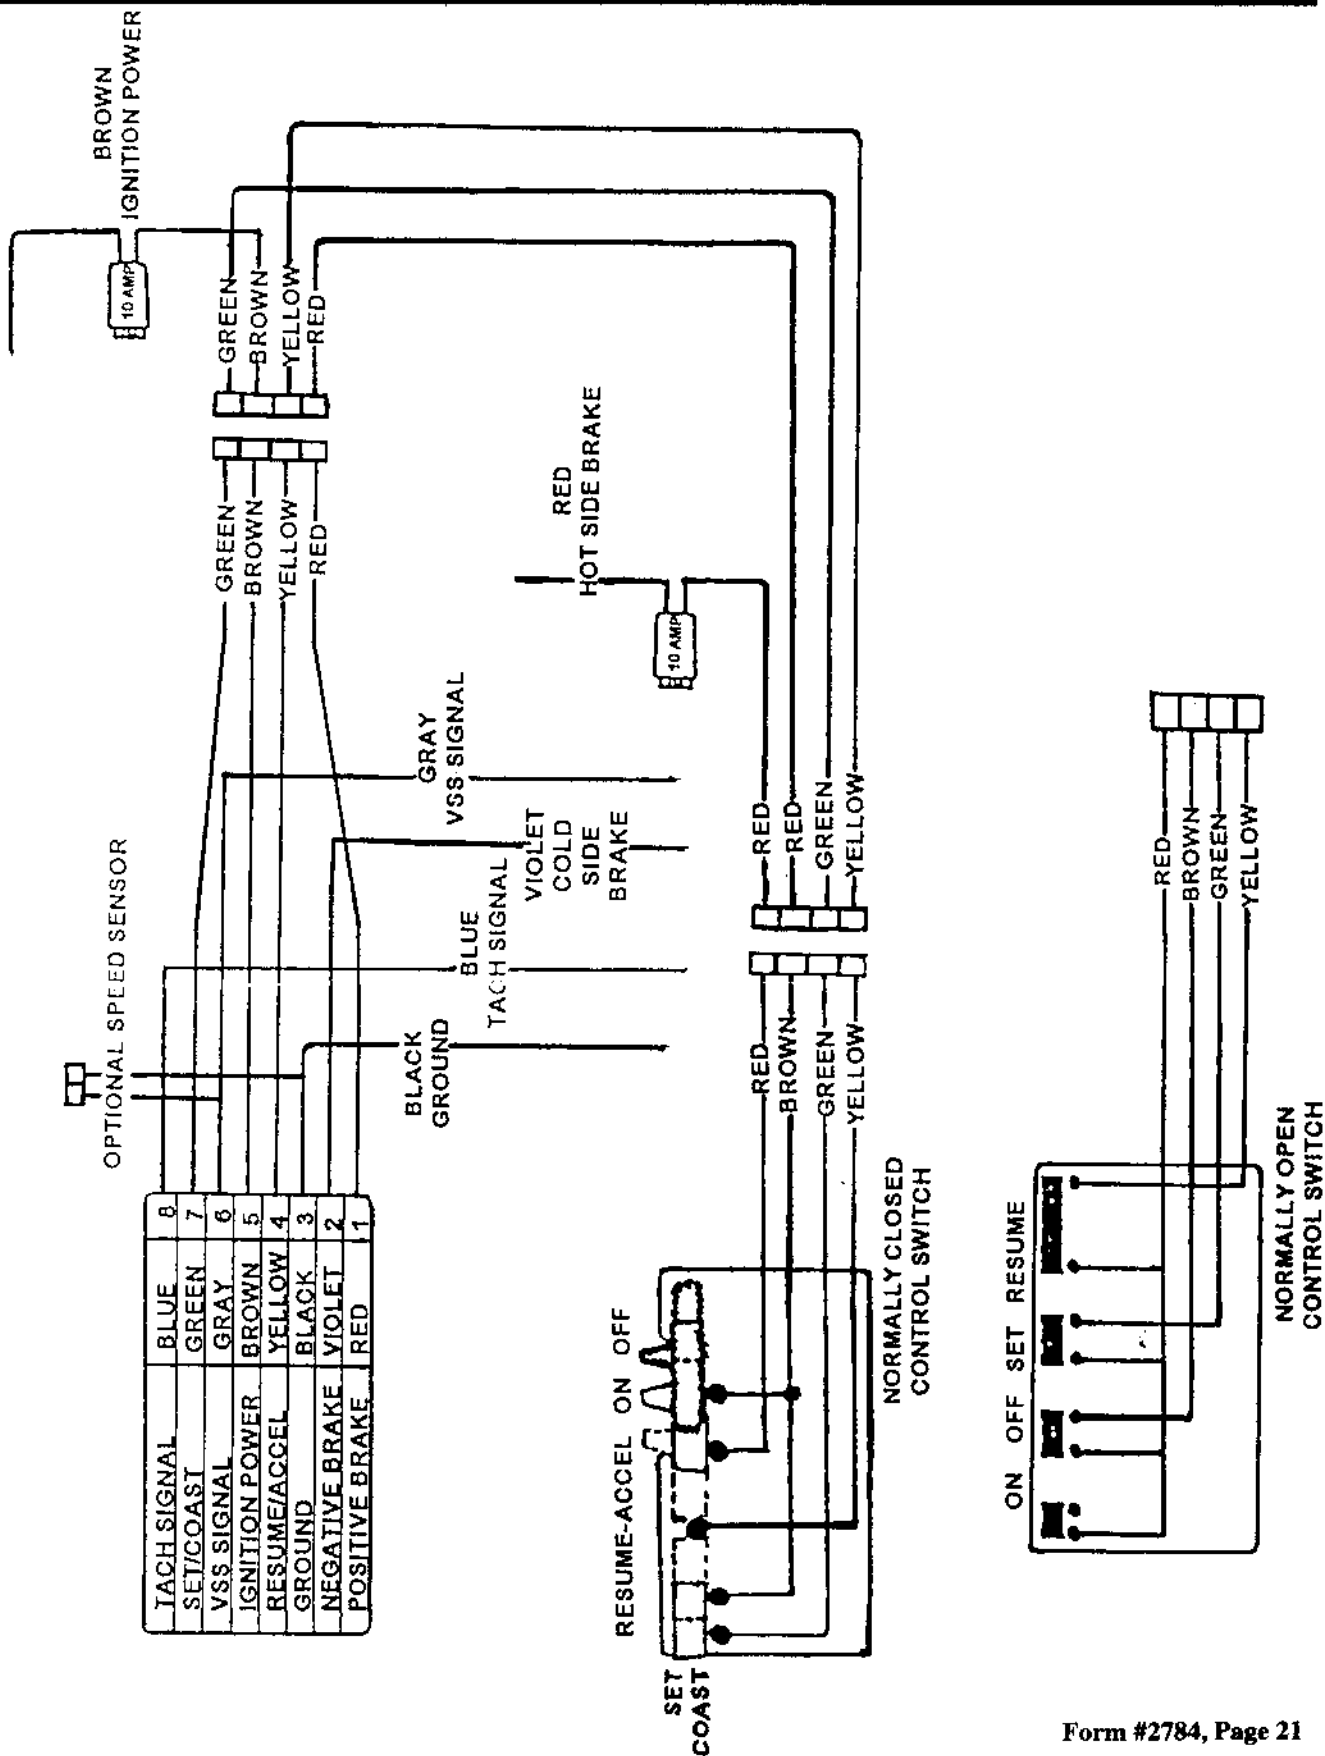 BROWN
IGNITION POWER
10 AMP
GREEN
BROWN
YELLOW
RED
GREEN
BROWN
YELLOW
RED
RED
HOT SIDE BRAKE
10 AMP
GRAY
VSS SIGNAL
VIOLET
COLD
SIDE
BRAKE
BLUE
TACH SIGNAL
BLACK
GROUND
OPTIONAL SPEED SENSOR
TACH SIGNAL BLUE 8
SET/COAST GREEN 7
VSS SIGNAL GRAY 6
IGNITION POWER BROWN 5
RESUME/ACCEL YELLOW 4
GROUND BLACK 3
NEGATIVE BRAKE VIOLET 2
POSITIVE BRAKE RED 1
RED
RED
GREEN
YELLOW
RED
BROWN
GREEN
YELLOW
RESUME-ACCEL ON OFF
SET
COAST
NORMALLY CLOSED
CONTROL SWITCH
RED
BROWN
GREEN
YELLOW
ON OFF SET RESUME
NORMALLY OPEN
CONTROL SWITCH
Form #2784, Page 21